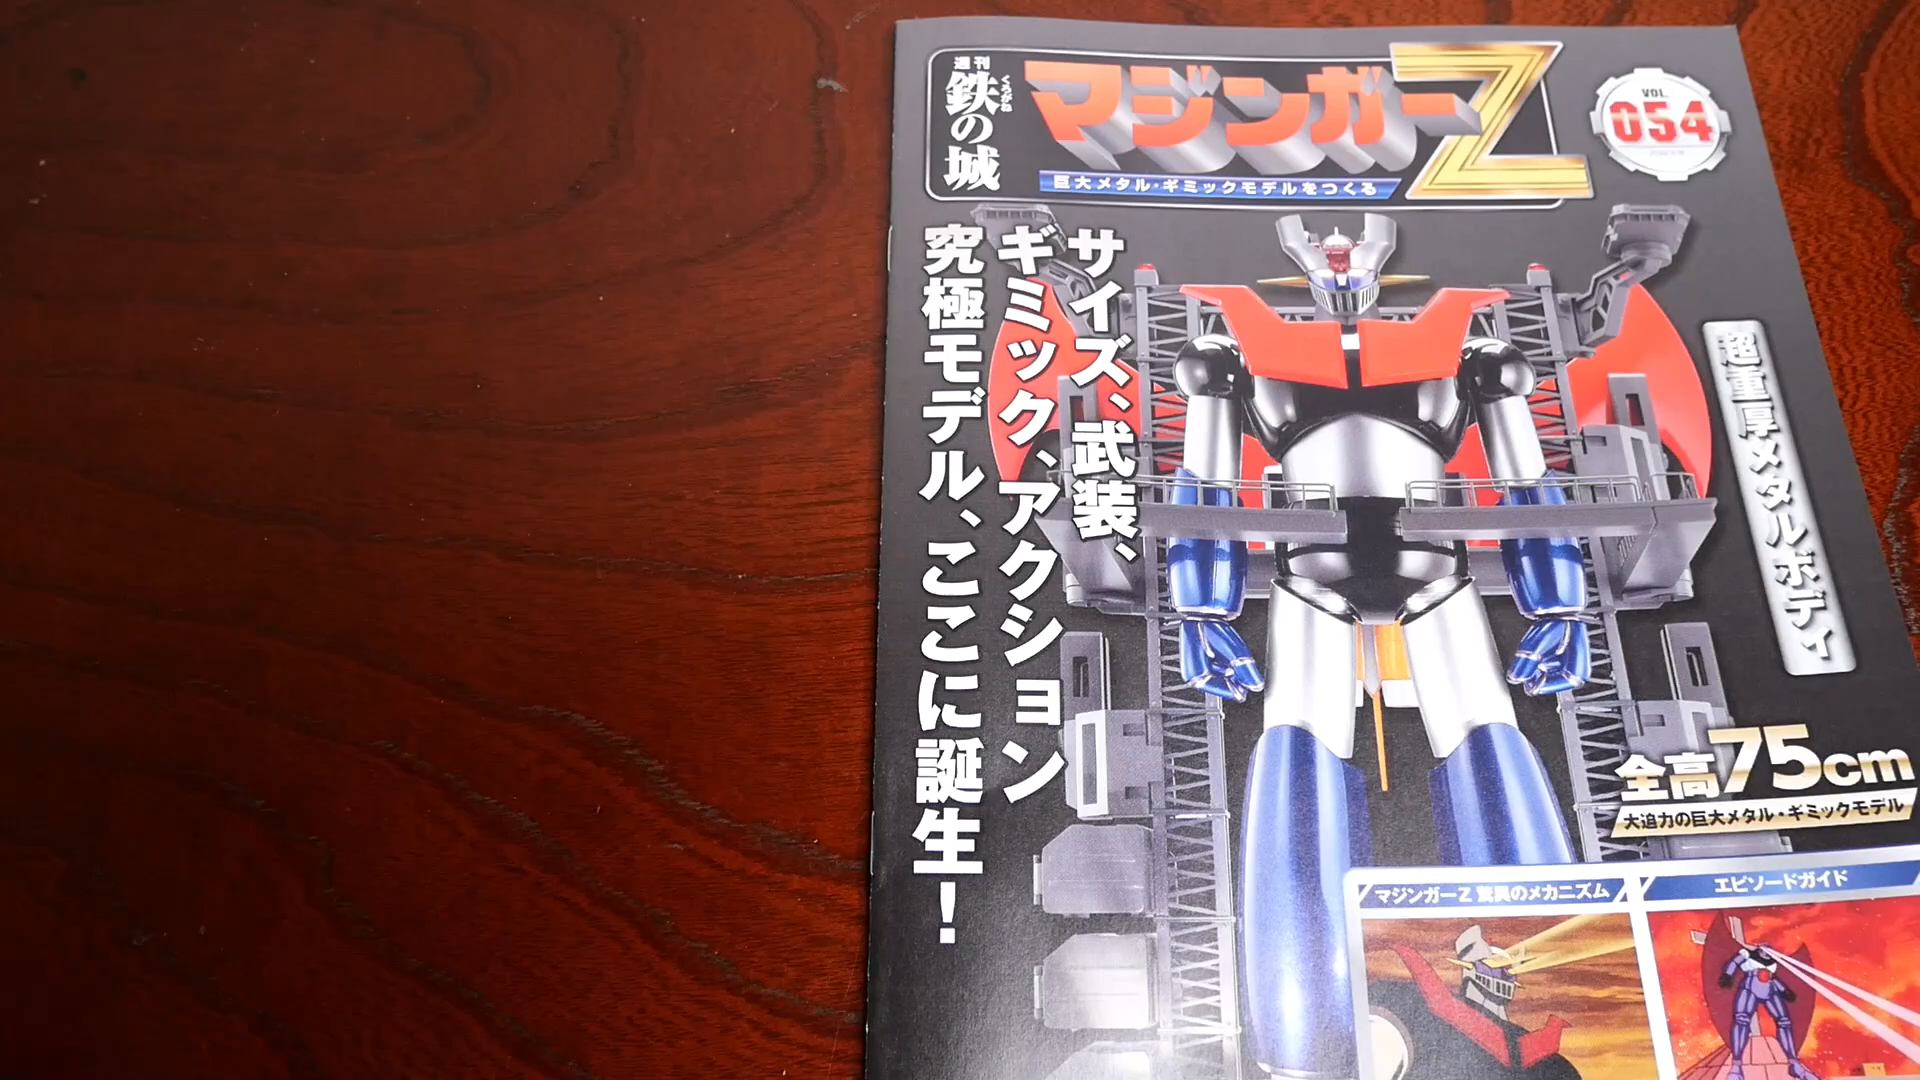 週刊
くろがね
鉄の城
マジンガーZ
巨大メタル・ギミックモデルをつくる
VOL.
054
サイズ、武装、
ギミック、アクション
究極モデル、ここに誕生!
超重厚メタルボディ
全高75cm
大迫力の巨大メタル・ギミックモデル
マジンガーZ 驚異のメカニズム
エピソードガイド